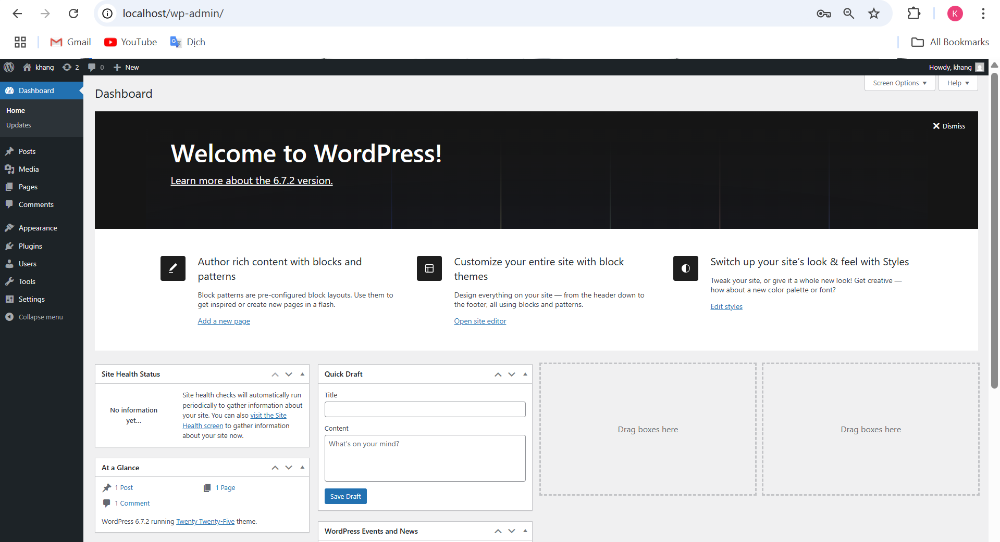 localhost/wp-admin/
K
Gmail
YouTube
Dịch
All Bookmarks
khang
2
0
New
Howdy, khang
Dashboard
Home
Updates
Posts
Media
Pages
Comments
Appearance
Plugins
Users
Tools
Settings
Collapse menu
Dashboard
Screen Options
Help
Dismiss
Welcome to WordPress!
Learn more about the 6.7.2 version.
Author rich content with blocks and
patterns
Block patterns are pre-configured block layouts. Use them to
get inspired or create new pages in a flash.
Add a new page
Customize your entire site with block
themes
Design everything on your site — from the header down to
the footer, all using blocks and patterns.
Open site editor
Switch up your site’s look & feel with Styles
Tweak your site, or give it a whole new look! Get creative —
how about a new color palette or font?
Edit styles
Site Health Status
No information
yet...
Site health checks will automatically run
periodically to gather information about
your site. You can also visit the Site
Health screen to gather information
about your site now.
At a Glance
1 Post
1 Page
1 Comment
WordPress 6.7.2 running Twenty Twenty-Five theme.
Quick Draft
Title
Content
What’s on your mind?
Save Draft
WordPress Events and News
Drag boxes here
Drag boxes here